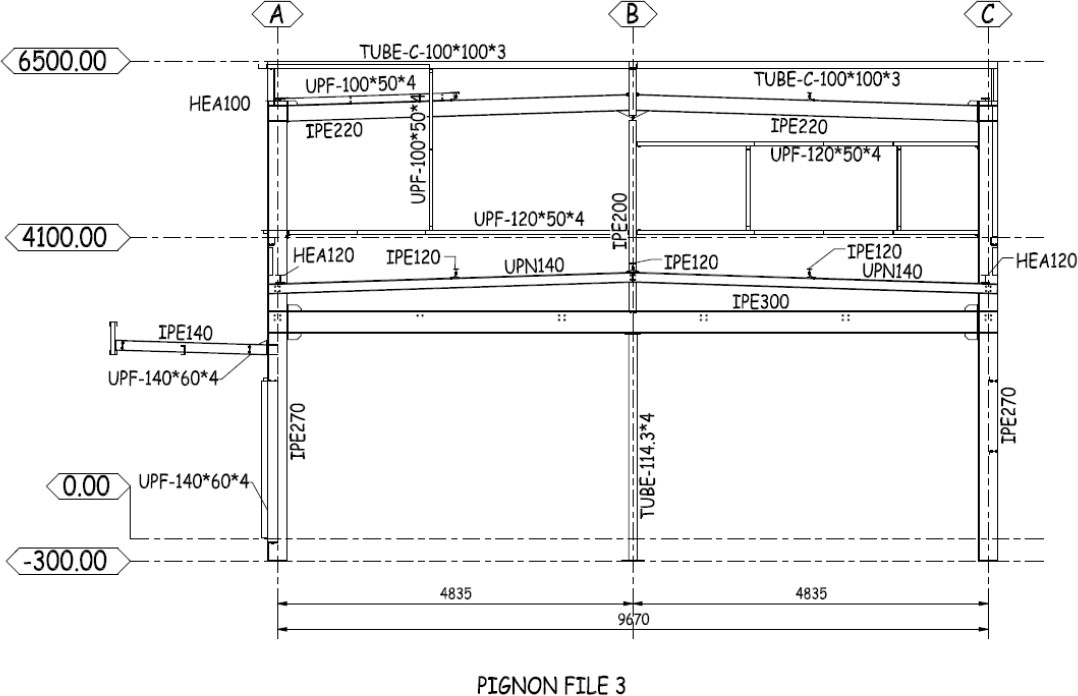 A
B
C
6500.00
TUBE-C-100*100*3
UPF-100*50*4
TUBE-C-100*100*3
HEA100
IPE220
UPF-100*50*4
IPE220
UPF-120*50*4
IPE200
UPF-120*50*4
4100.00
HEA120
IPE120
UPN140
IPE120
IPE120
UPN140
HEA120
IPE300
IPE140
UPF-140*60*4
IPE270
TUBE-114.3*4
IPE270
0.00
UPF-140*60*4
-300.00
4835
4835
9670
PIGNON FILE 3